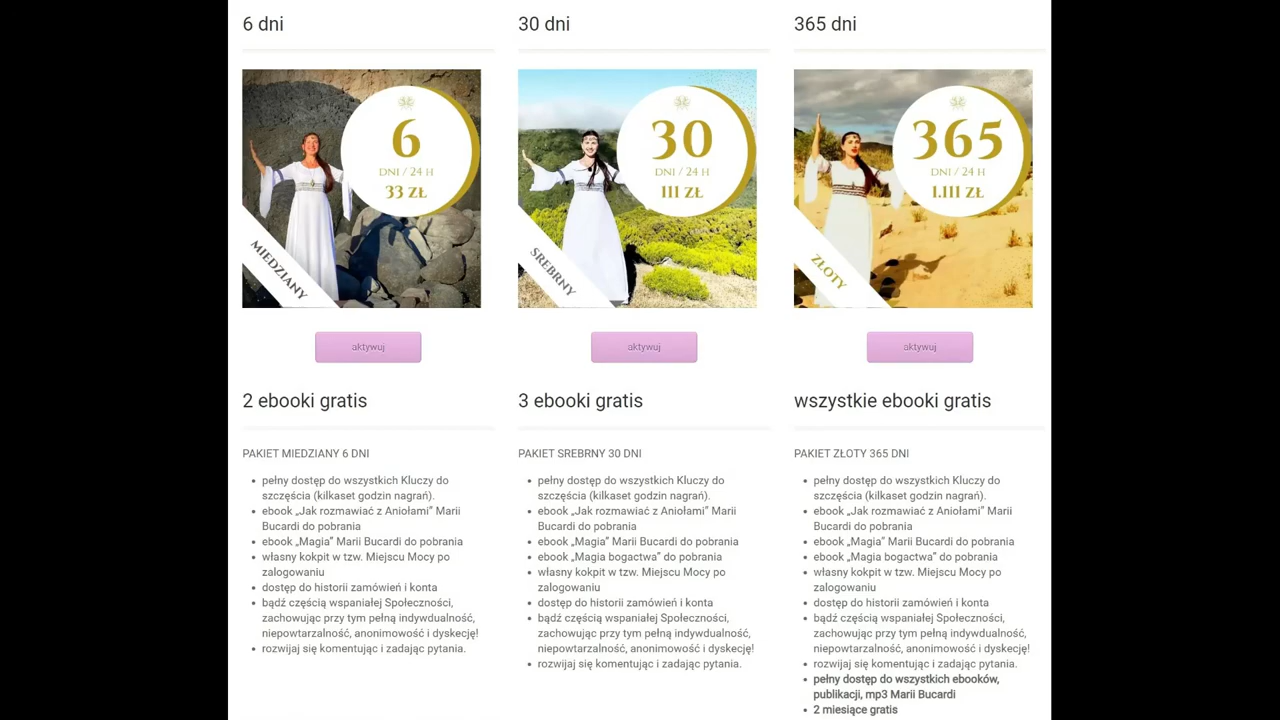 6 dni
6
DNI / 24 H
33 ZŁ
MIEDZIANY
aktywuj
2 ebooki gratis
PAKIET MIEDZIANY 6 DNI
pełny dostęp do wszystkich Kluczy do
szczęścia (kilkaset godzin nagrań).
ebook „Jak rozmawiać z Aniołami” Marii
Bucardi do pobrania
ebook „Magia” Marii Bucardi do pobrania
własny kokpit w tzw. Miejscu Mocy po
zalogowaniu
dostęp do historii zamówień i konta
bądź częścią wspaniałej Społeczności,
zachowując przy tym pełną indywdualność,
niepowtarzalność, anonimowość i dyskecję!
rozwijaj się komentując i zadając pytania.
30 dni
30
DNI / 24 H
111 ZŁ
SREBRNY
aktywuj
3 ebooki gratis
PAKIET SREBRNY 30 DNI
pełny dostęp do wszystkich Kluczy do
szczęścia (kilkaset godzin nagrań).
ebook „Jak rozmawiać z Aniołami” Marii
Bucardi do pobrania
ebook „Magia” Marii Bucardi do pobrania
ebook „Magia bogactwa” do pobrania
własny kokpit w tzw. Miejscu Mocy po
zalogowaniu
dostęp do historii zamówień i konta
bądź częścią wspaniałej Społeczności,
zachowując przy tym pełną indywdualność,
niepowtarzalność, anonimowość i dyskecję!
rozwijaj się komentując i zadając pytania.
365 dni
365
DNI / 24 H
1.111 ZŁ
ZŁOTY
aktywuj
wszystkie ebooki gratis
PAKIET ZŁOTY 365 DNI
pełny dostęp do wszystkich Kluczy do
szczęścia (kilkaset godzin nagrań).
ebook „Jak rozmawiać z Aniołami” Marii
Bucardi do pobrania
ebook „Magia” Marii Bucardi do pobrania
ebook „Magia bogactwa” do pobrania
własny kokpit w tzw. Miejscu Mocy po
zalogowaniu
dostęp do historii zamówień i konta
bądź częścią wspaniałej Społeczności,
zachowując przy tym pełną indywdualność,
niepowtarzalność, anonimowość i dyskecję!
rozwijaj się komentując i zadając pytania.
pełny dostęp do wszystkich ebooków,
publikacji, mp3 Marii Bucardi
2 miesiące gratis